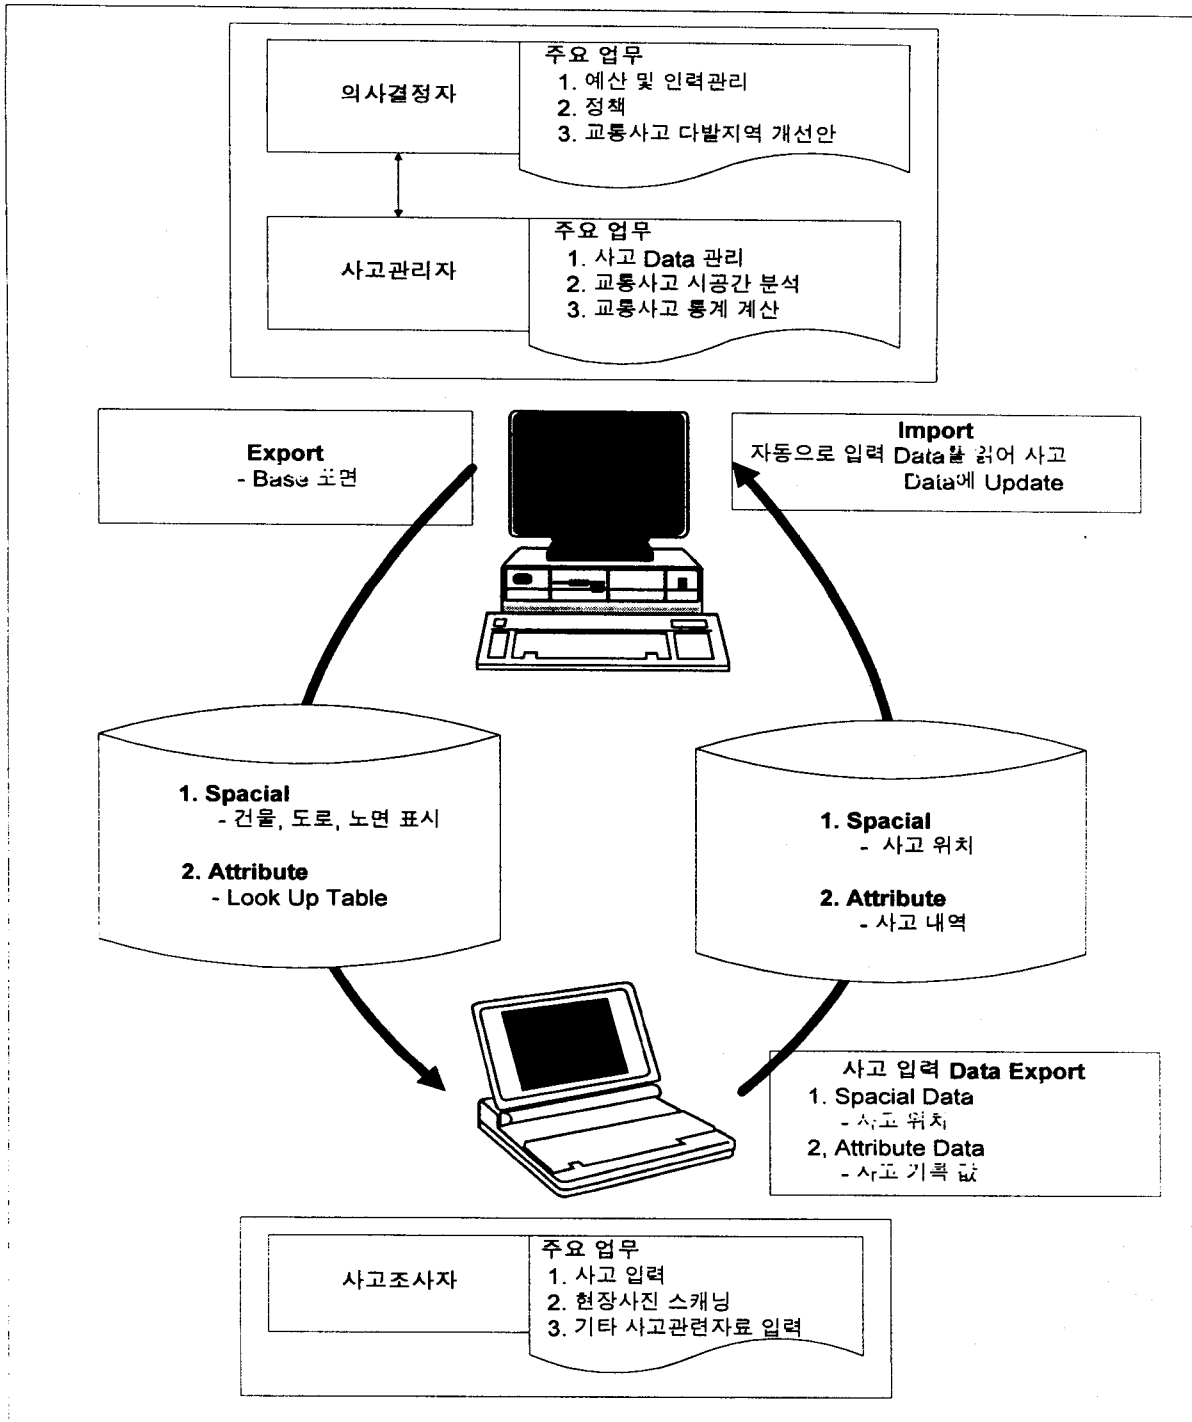 의사결정자
주요 업무
1. 예산 및 인력관리
2. 정책
3. 교통사고 다발지역 개선안
사고관리자
주요 업무
1. 사고 Data 관리
2. 교통사고 시공간 분석
3. 교통사고 통계 계산
Export
- Base 도면
Import
자동으로 입력 Data를 읽어 사고
Data에 Update
1. Spacial
- 건물, 도로, 노면 표시
2. Attribute
- Look Up Table
1. Spacial
- 사고 위치
2. Attribute
- 사고 내역
사고 입력 Data Export
1. Spacial Data
- 사고 위치
2, Attribute Data
- 사고 기록 값
사고조사자
주요 업무
1. 사고 입력
2. 현장사진 스캐닝
3. 기타 사고관련자료 입력